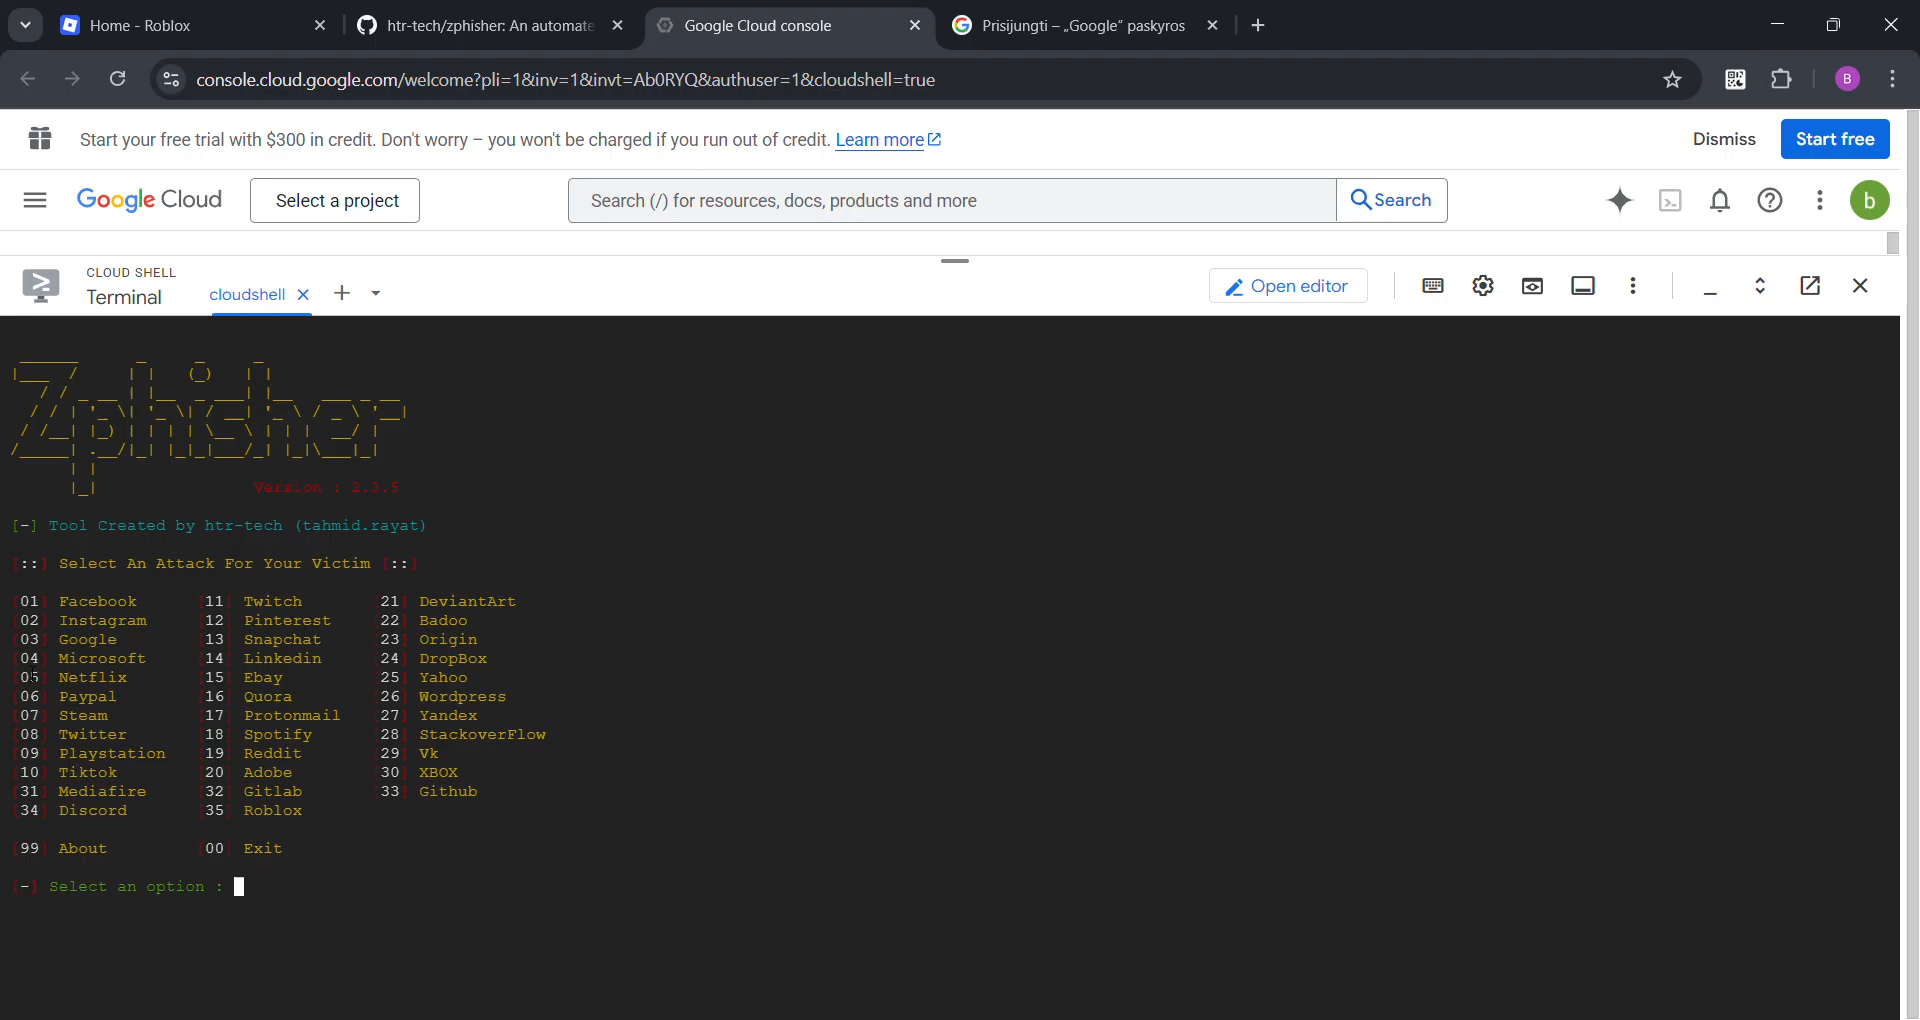 Home - Roblox
htr-tech/zphisher: An automate
Google Cloud console
Prisijungti – „Google“ paskyros
console.cloud.google.com/welcome?pli=1&inv=1&invt=Ab0RYQ&authuser=1&cloudshell=true
B
Start your free trial with $300 in credit. Don't worry – you won't be charged if you run out of credit. Learn more
Dismiss
Start free
Google Cloud
Select a project
Search (/) for resources, docs, products and more
Search
b
CLOUD SHELL
Terminal
cloudshell
Open editor
Zphisher
Version : 2.3.5
[-] Tool Created by htr-tech (tahmid.rayat)
[::] Select An Attack For Your Victim [::]
[01] Facebook [11] Twitch [21] DeviantArt
[02] Instagram [12] Pinterest [22] Badoo
[03] Google [13] Snapchat [23] Origin
[04] Microsoft [14] Linkedin [24] DropBox
[05] Netflix [15] Ebay [25] Yahoo
[06] Paypal [16] Quora [26] Wordpress
[07] Steam [17] Protonmail [27] Yandex
[08] Twitter [18] Spotify [28] StackoverFlow
[09] Playstation [19] Reddit [29] Vk
[10] Tiktok [20] Adobe [30] XBOX
[31] Mediafire [32] Gitlab [33] Github
[34] Discord [35] Roblox
[99] About [00] Exit
[-] Select an option :